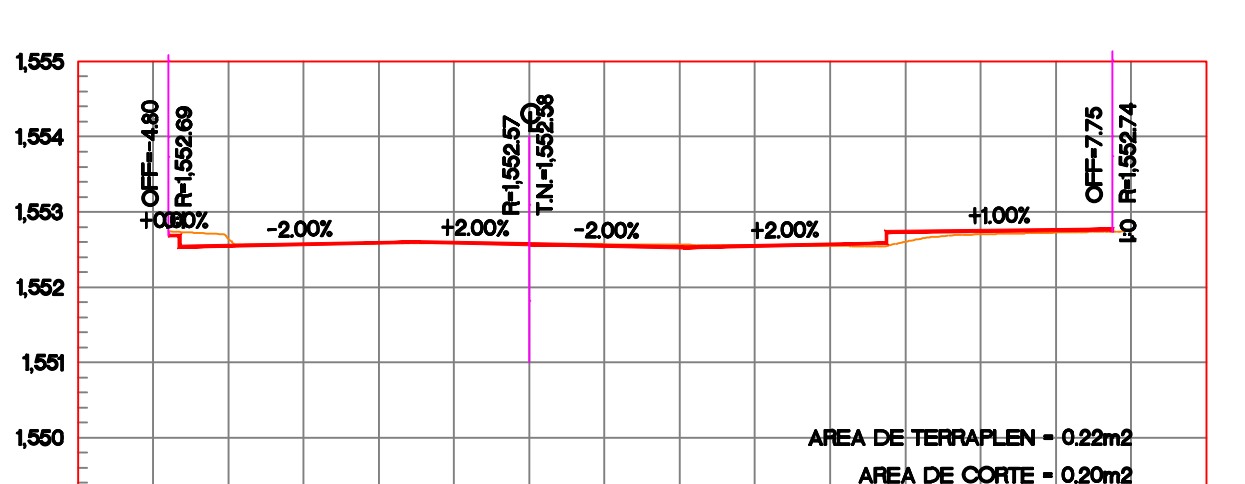 1,555
1,554
1,553
1,552
1,551
1,550
OFF=-4.80
R=1,552.69
R=1,552.57
T.N.=1,552.58
OFF=7.75
R=1,552.74
-2.00%
+2.00%
-2.00%
+2.00%
+1.00%
0:1
AREA DE TERRAPLEN = 0.22m2
AREA DE CORTE = 0.20m2